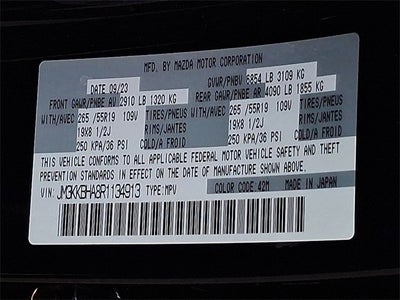 MFD. BY MAZDA MOTOR CORPORATION
DATE 09/23 GVWR/PNBV 6854 LB 3109 KG
FRONT GAWR/PNBE AV 2910 LB 1320 KG REAR GAWR/PNBE AR 4090 LB 1855 KG
WITH/AVEC 265 /55R19 109V TIRES/PNEUS WITH/AVEC 265 /55R19 109V TIRES/PNEUS
19X8 1/2J RIMS/JANTES 19X8 1/2J RIMS/JANTES
250 KPA/36 PSI COLD/A FROID 250 KPA/36 PSI COLD/A FROID
THIS VEHICLE CONFORMS TO ALL APPLICABLE FEDERAL MOTOR VEHICLE SAFETY AND THEFT
PREVENTION STANDARDS IN EFFECT ON THE DATE OF MANUFACTURE SHOWN ABOVE.
VIN: JM3KKBHA8R1134913 TYPE:MPV COLOR CODE:42M MADE IN JAPAN